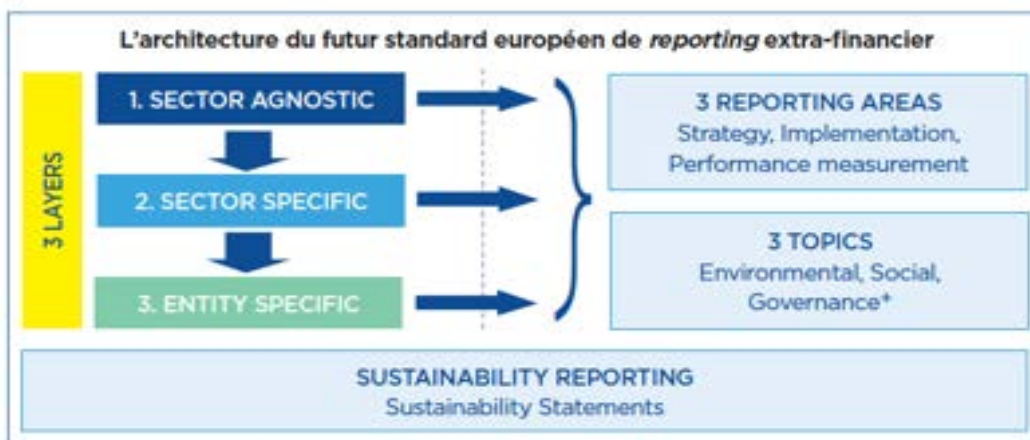 L'architecture du futur standard européen de reporting extra-financier
3 LAYERS
1. SECTOR AGNOSTIC
2. SECTOR SPECIFIC
3. ENTITY SPECIFIC
3 REPORTING AREAS
Strategy, Implementation,
Performance measurement
3 TOPICS
Environmental, Social,
Governance*
SUSTAINABILITY REPORTING
Sustainability Statements